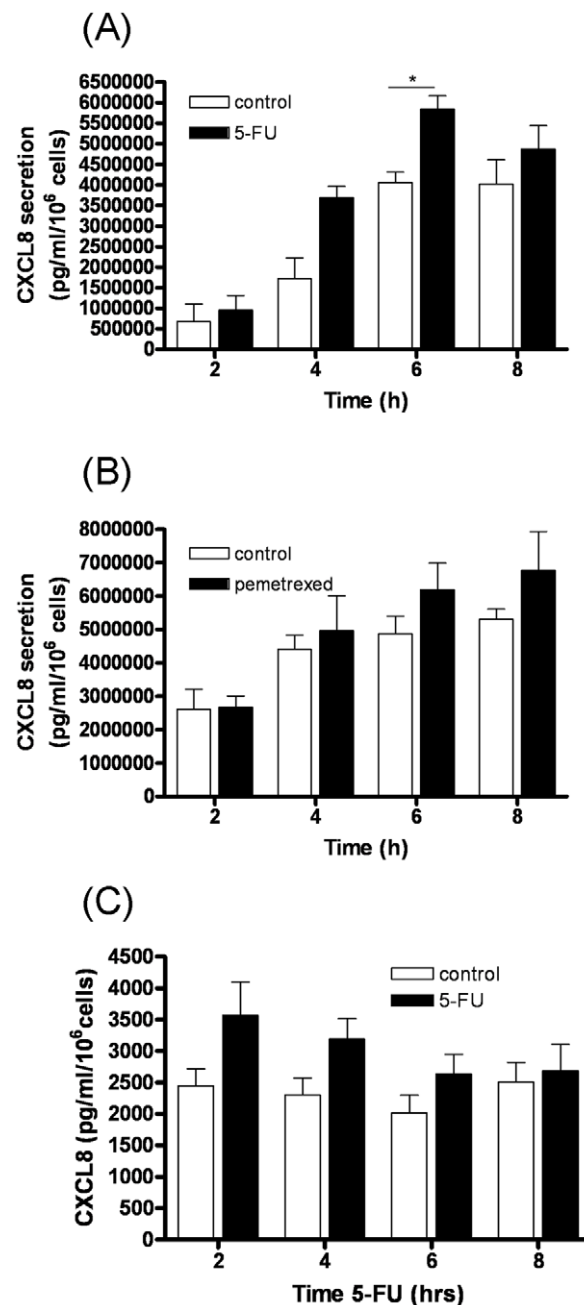 (A)
CXCL8 secretion
(pg/ml/10⁶ cells)
6500000
6000000
5500000
5000000
4500000
4000000
3500000
3000000
2500000
2000000
1500000
1000000
500000
0
control
5-FU
*
2 4 6 8
Time (h)
(B)
CXCL8 secretion
(pg/ml/10⁶ cells)
8000000
7000000
6000000
5000000
4000000
3000000
2000000
1000000
0
control
pemetrexed
2 4 6 8
Time (h)
(C)
CXCL8 (pg/ml/10⁶cells)
4500
4000
3500
3000
2500
2000
1500
1000
500
0
control
5-FU
2 4 6 8
Time 5-FU (hrs)